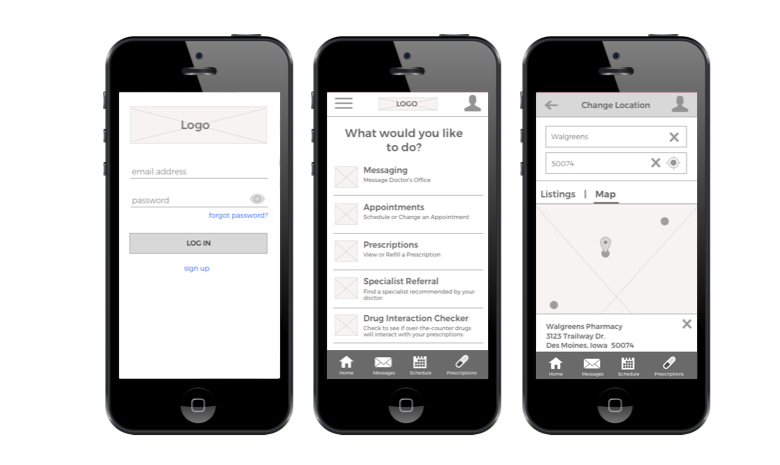 Logo
email address
password
forgot password?
LOG IN
sign up
LOGO
What would you like
to do?
Messaging
Message Doctor's Office
Appointments
Schedule or Change an Appointment
Prescriptions
View or Refill a Prescription
Specialist Referral
Find a specialist recommended by your
doctor
Drug Interaction Checker
Check to see if over-the-counter drugs
will interact with your prescriptions
Home Messages Schedule Prescriptions
Change Location
Walgreens
50074
Listings | Map
Walgreens Pharmacy
3123 Trailway Dr.
Des Moines, Iowa 50074
Home Messages Schedule Prescriptions